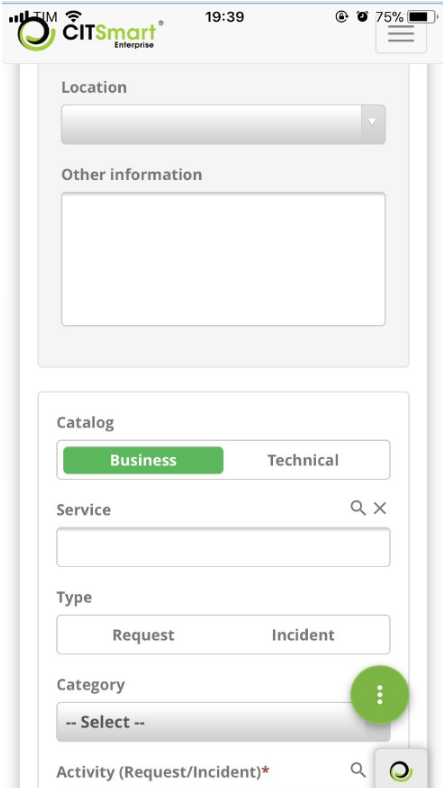 TIM 19:39 75%
CITSmart®
Enterprise
Location
Other information
Catalog
Business Technical
Service
Type
Request Incident
Category
-- Select --
Activity (Request/Incident)*